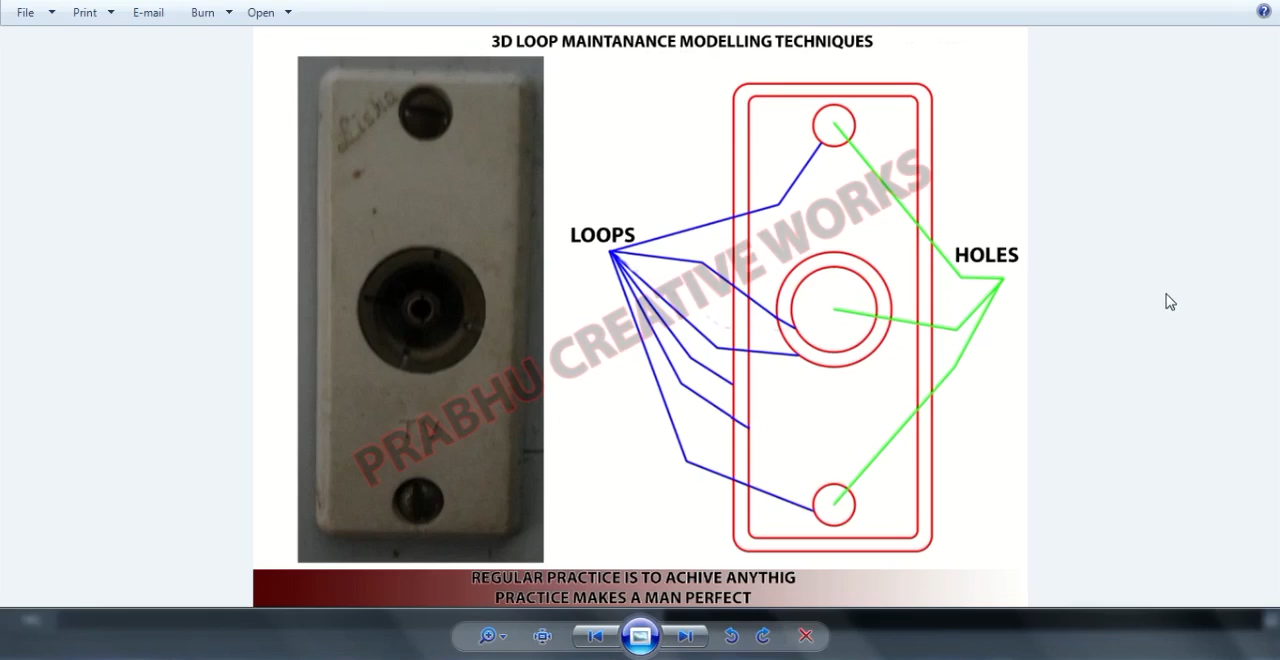 File Print E-mail Burn Open
3D LOOP MAINTANANCE MODELLING TECHNIQUES
Lisha
LOOPS
HOLES
PRABHU CREATIVE WORKS
REGULAR PRACTICE IS TO ACHIVE ANYTHIG
PRACTICE MAKES A MAN PERFECT